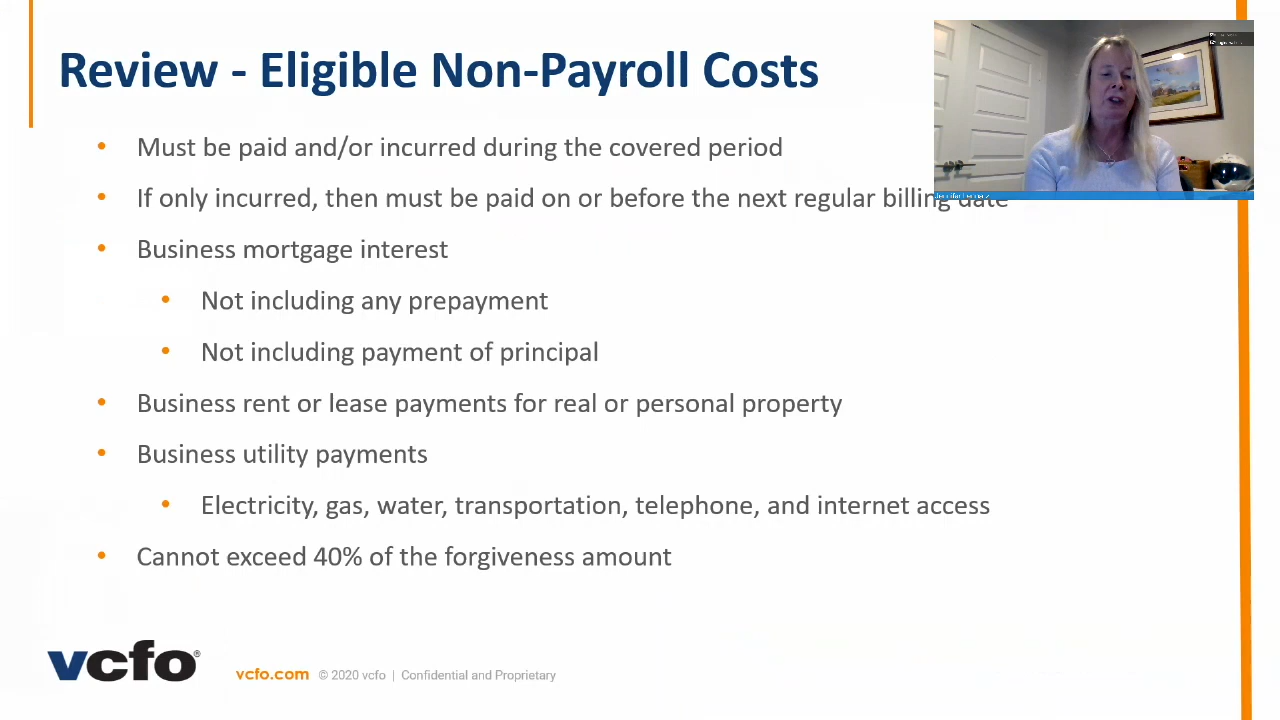 Review - Eligible Non-Payroll Costs
• Must be paid and/or incurred during the covered period
• If only incurred, then must be paid on or before the next regular billing date
• Business mortgage interest
• Not including any prepayment
• Not including payment of principal
• Business rent or lease payments for real or personal property
• Business utility payments
• Electricity, gas, water, transportation, telephone, and internet access
• Cannot exceed 40% of the forgiveness amount
vcfo®
vcfo.com © 2020 vcfo | Confidential and Proprietary